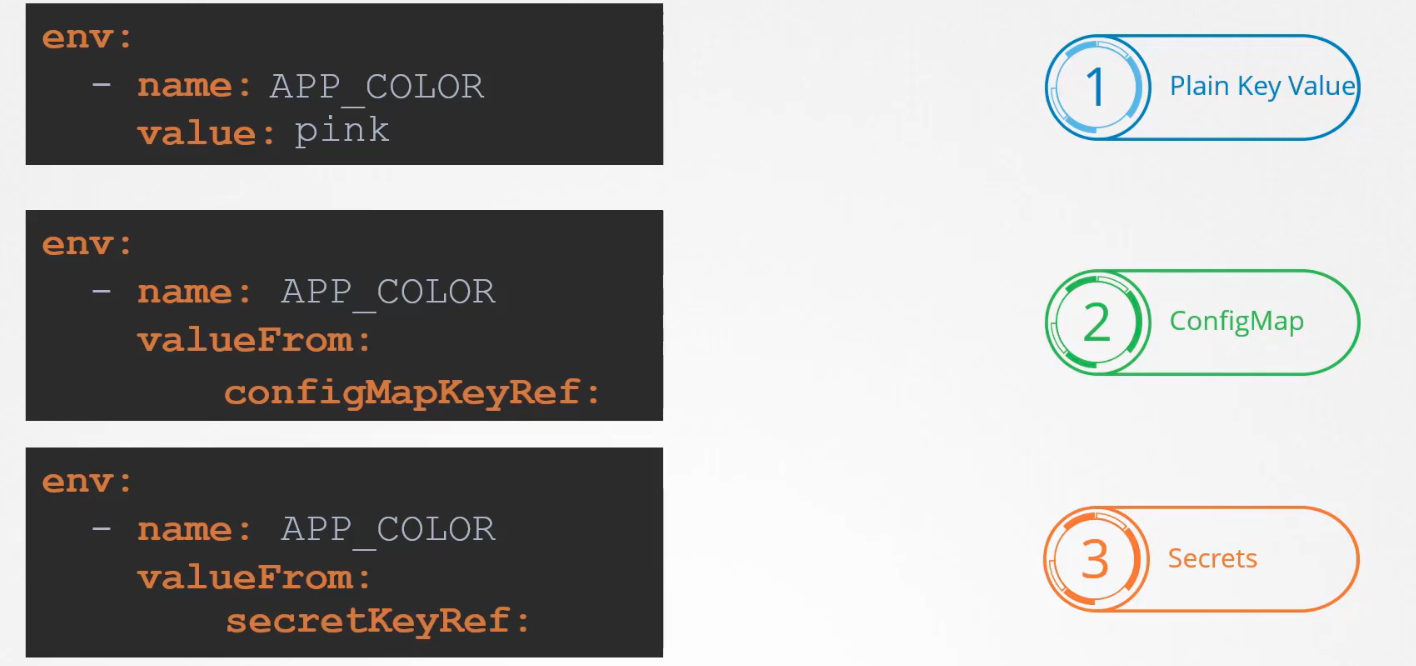 env:
- name: APP_COLOR
value: pink
1 Plain Key Value
env:
- name: APP_COLOR
valueFrom:
configMapKeyRef:
2 ConfigMap
env:
- name: APP_COLOR
valueFrom:
secretKeyRef:
3 Secrets